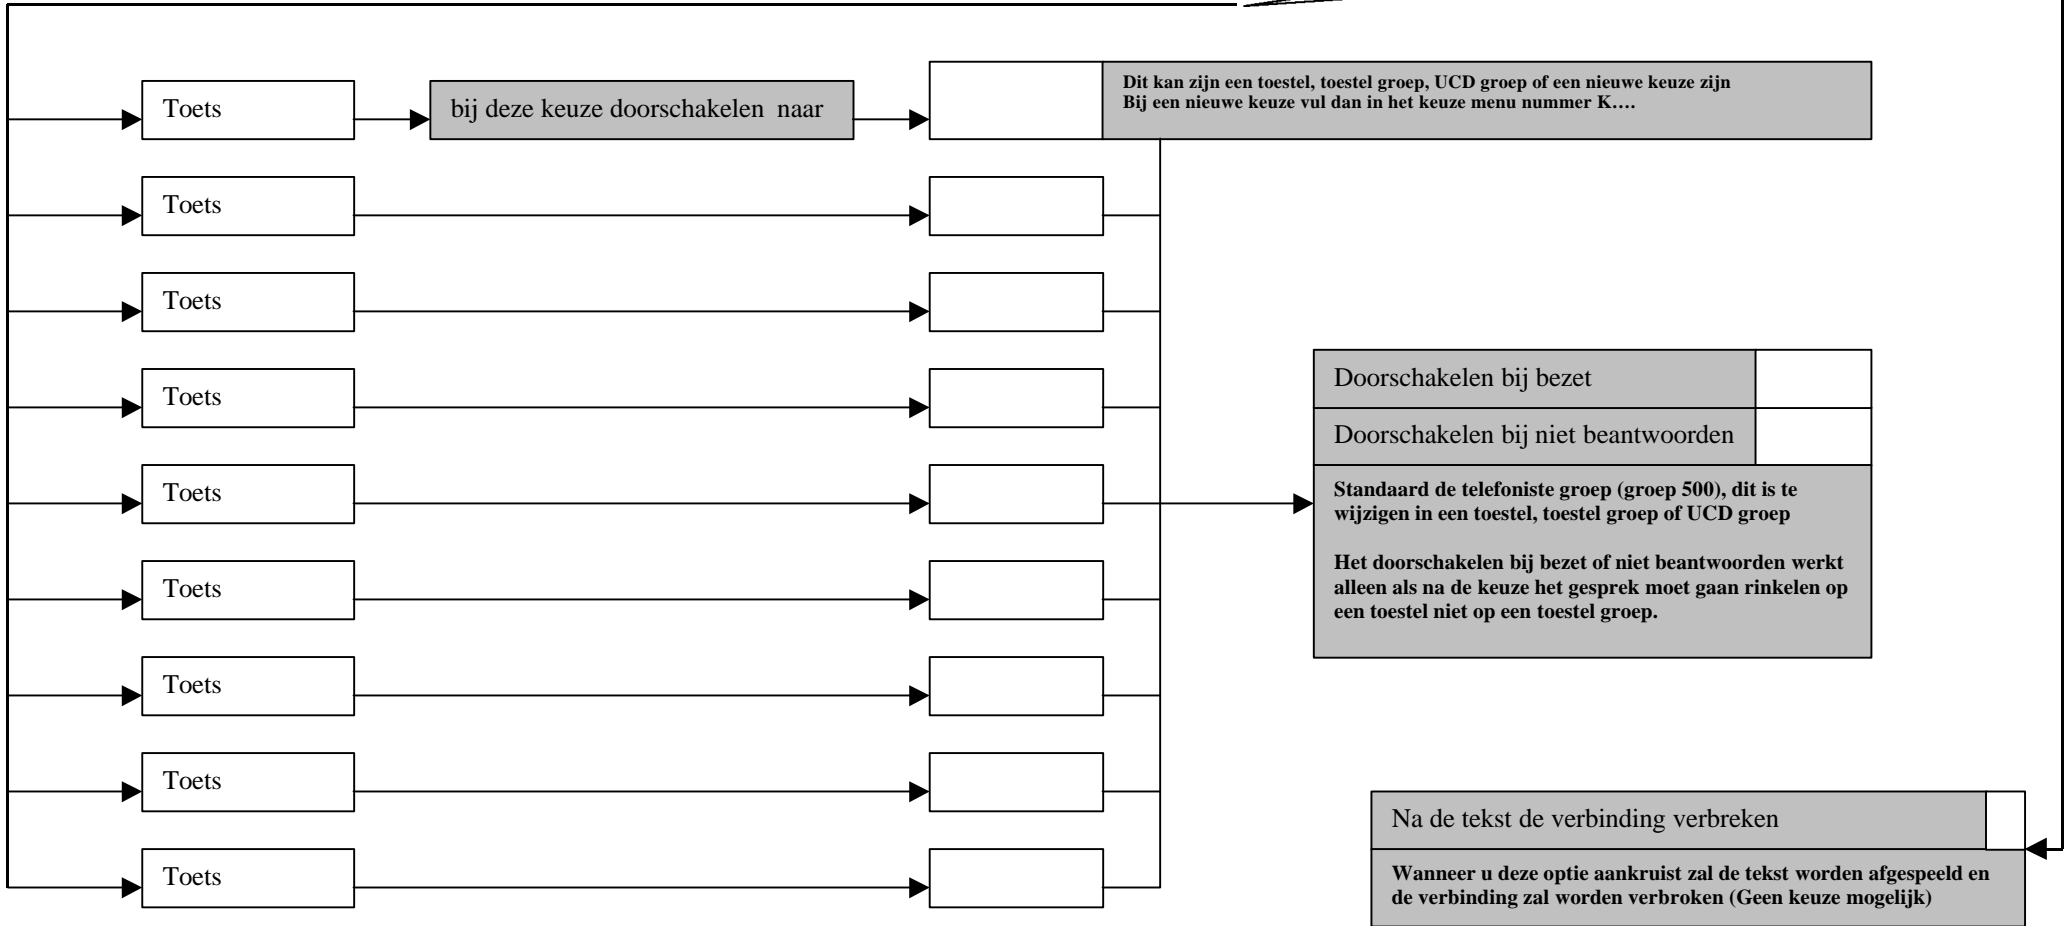 Toets
bij deze keuze doorschakelen  naar
Dit kan zijn een toestel, toestel groep, UCD groep of een nieuwe keuze zijn
Bij een nieuwe keuze vul dan in het keuze menu nummer K….
Toets
Toets
Toets
Toets
Toets
Toets
Toets
Toets
Doorschakelen bij bezet
Doorschakelen bij niet beantwoorden
Standaard de telefoniste groep (groep 500), dit is te
wijzigen in een toestel, toestel groep of UCD groep
Het doorschakelen bij bezet of niet beantwoorden werkt
alleen als na de keuze het gesprek moet gaan rinkelen op
een toestel niet op een toestel groep.
Na de tekst de verbinding verbreken
Wanneer u deze optie aankruist zal de tekst worden afgespeeld en
de verbinding zal worden verbroken (Geen keuze mogelijk)